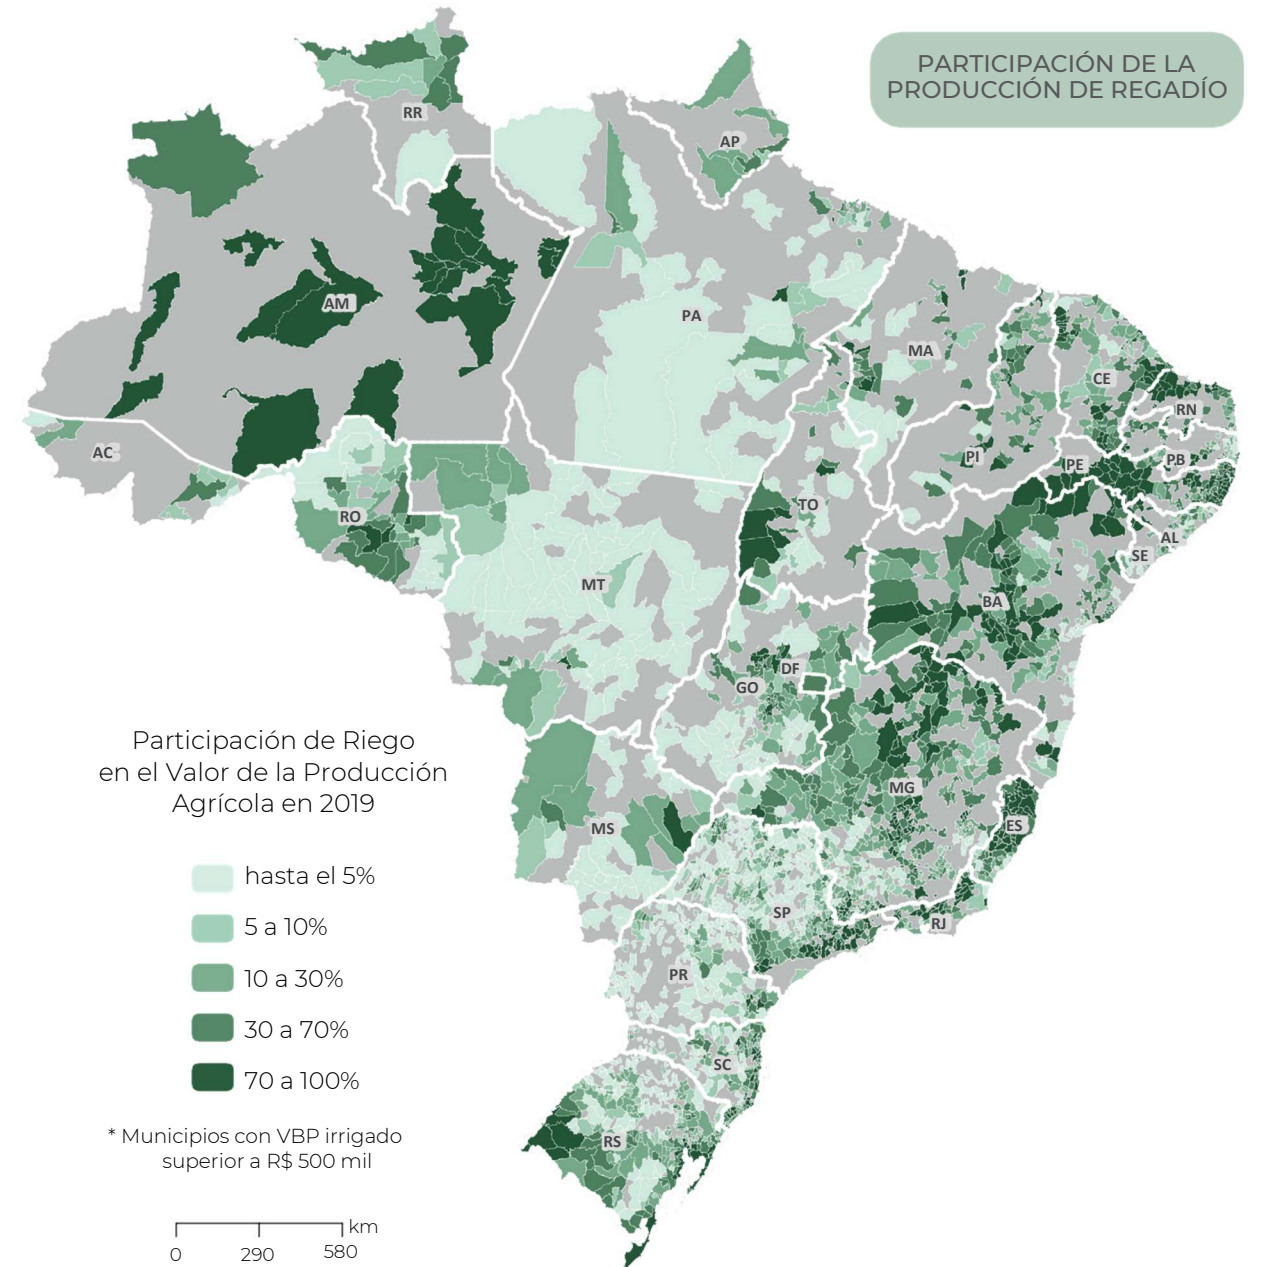 PARTICIPACIÓN DE LA
PRODUCCIÓN DE REGADÍO
RR
AP
AM
PA
MA
CE
RN
AC
PI
PE
PB
RO
TO
AL
SE
MT
BA
DF
GO
Participación de Riego
en el Valor de la Producción
Agrícola en 2019
MG
MS
ES
hasta el 5%
5 a 10%
10 a 30%
30 a 70%
70 a 100%
SP
RJ
PR
SC
RS
* Municipios con VBP irrigado
superior a R$ 500 mil
km
0 290 580